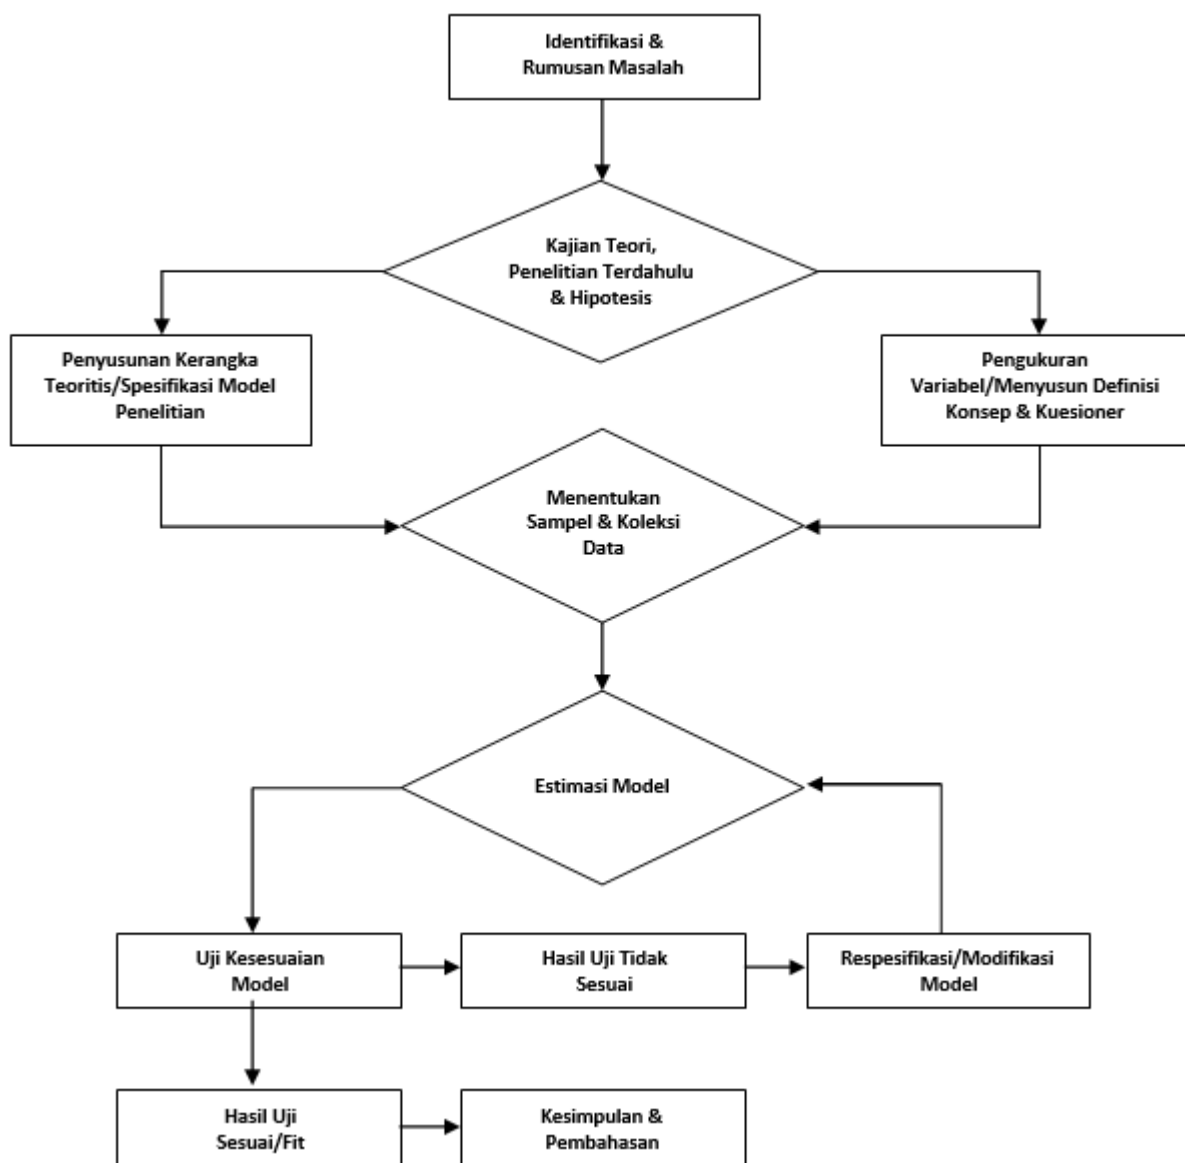 Identifikasi &
Rumusan Masalah
Kajian Teori,
Penelitian Terdahulu
& Hipotesis
Penyusunan Kerangka
Teoritis/Spesifikasi Model
Penelitian
Pengukuran
Variabel/Menyusun Definisi
Konsep & Kuesioner
Menentukan
Sampel & Koleksi
Data
Estimasi Model
Uji Kesesuaian
Model
Hasil Uji Tidak
Sesuai
Respesifikasi/Modifikasi
Model
Hasil Uji
Sesuai/Fit
Kesimpulan &
Pembahasan